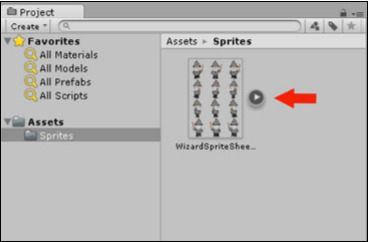 Project
Create
Favorites
All Materials
All Models
All Prefabs
All Scripts
Assets
Sprites
Assets Sprites
WizardSpriteShee...